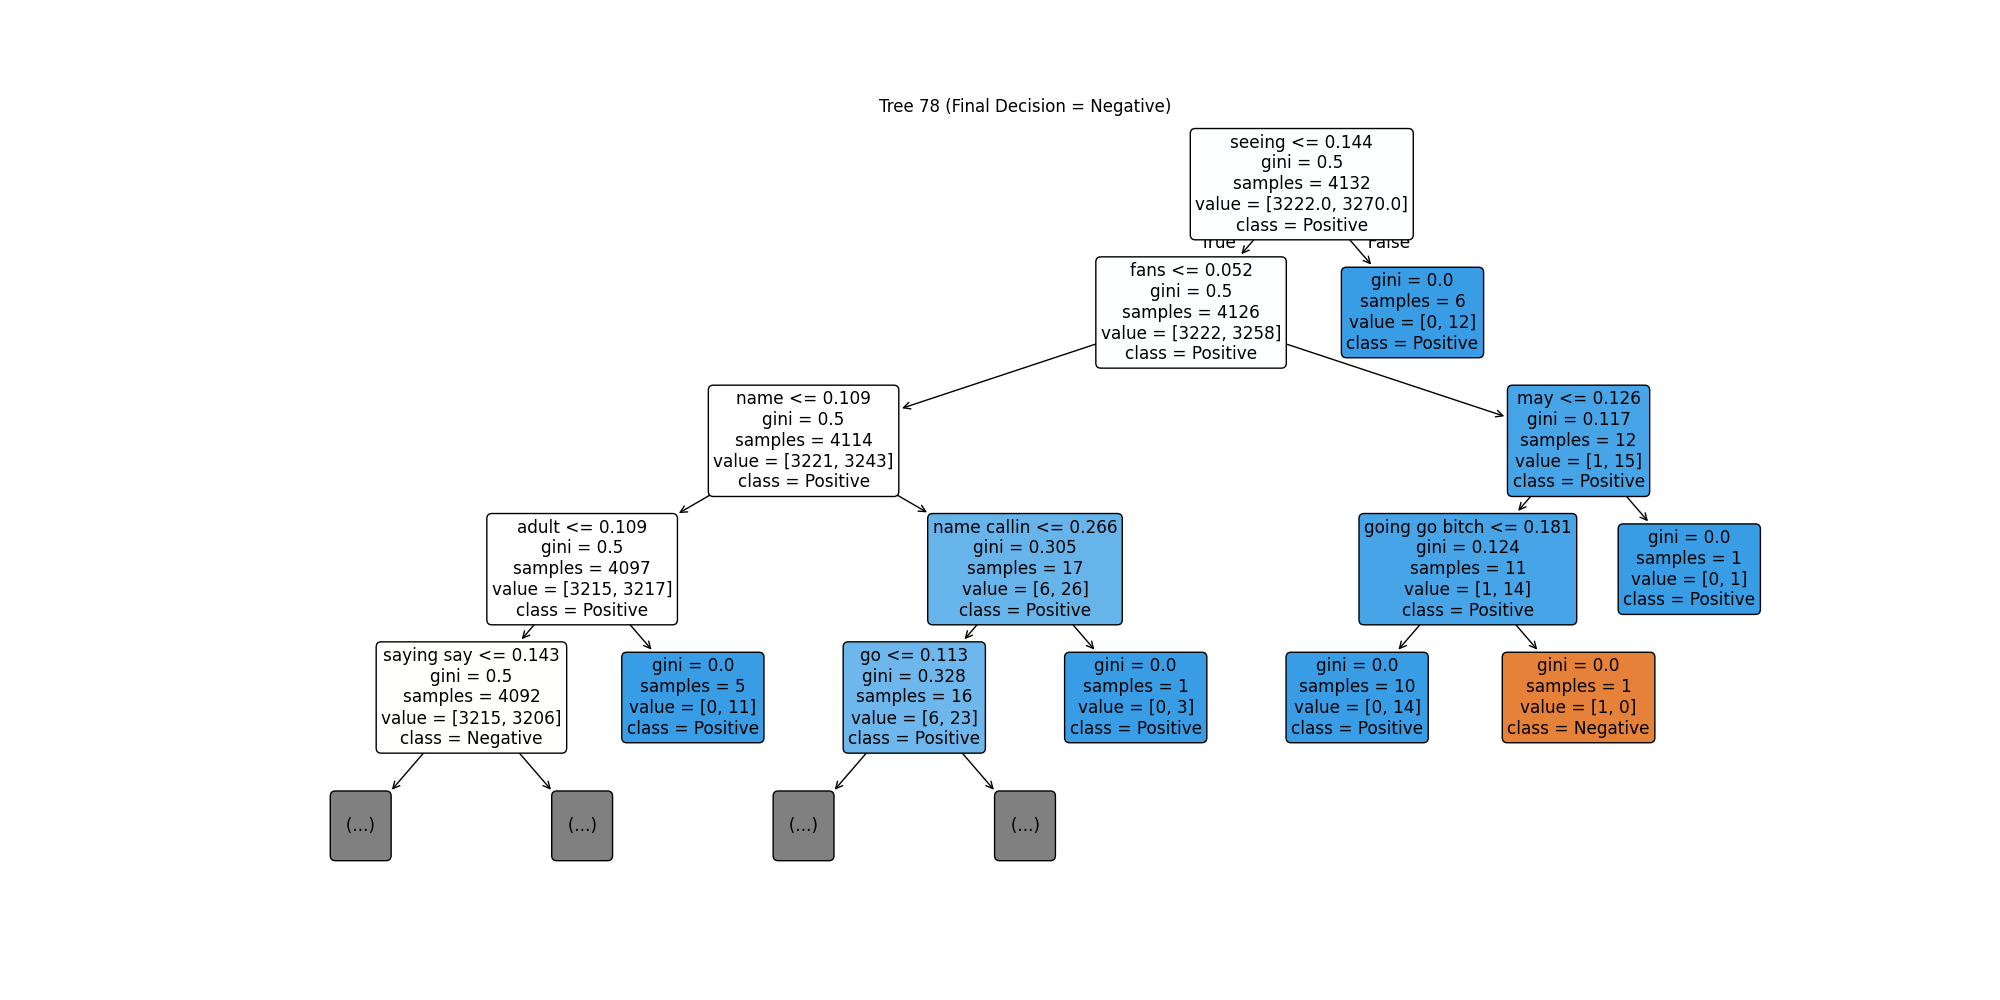 Tree 78 (Final Decision = Negative)
seeing <= 0.144
gini = 0.5
samples = 4132
value = [3222.0, 3270.0]
class = Positive
True
False
fans <= 0.052
gini = 0.5
samples = 4126
value = [3222, 3258]
class = Positive
gini = 0.0
samples = 6
value = [0, 12]
class = Positive
name <= 0.109
gini = 0.5
samples = 4114
value = [3221, 3243]
class = Positive
may <= 0.126
gini = 0.117
samples = 12
value = [1, 15]
class = Positive
adult <= 0.109
gini = 0.5
samples = 4097
value = [3215, 3217]
class = Positive
name callin <= 0.266
gini = 0.305
samples = 17
value = [6, 26]
class = Positive
going go bitch <= 0.181
gini = 0.124
samples = 11
value = [1, 14]
class = Positive
gini = 0.0
samples = 1
value = [0, 1]
class = Positive
saying say <= 0.143
gini = 0.5
samples = 4092
value = [3215, 3206]
class = Negative
gini = 0.0
samples = 5
value = [0, 11]
class = Positive
go <= 0.113
gini = 0.328
samples = 16
value = [6, 23]
class = Positive
gini = 0.0
samples = 1
value = [0, 3]
class = Positive
gini = 0.0
samples = 10
value = [0, 14]
class = Positive
gini = 0.0
samples = 1
value = [1, 0]
class = Negative
(...)
(...)
(...)
(...)